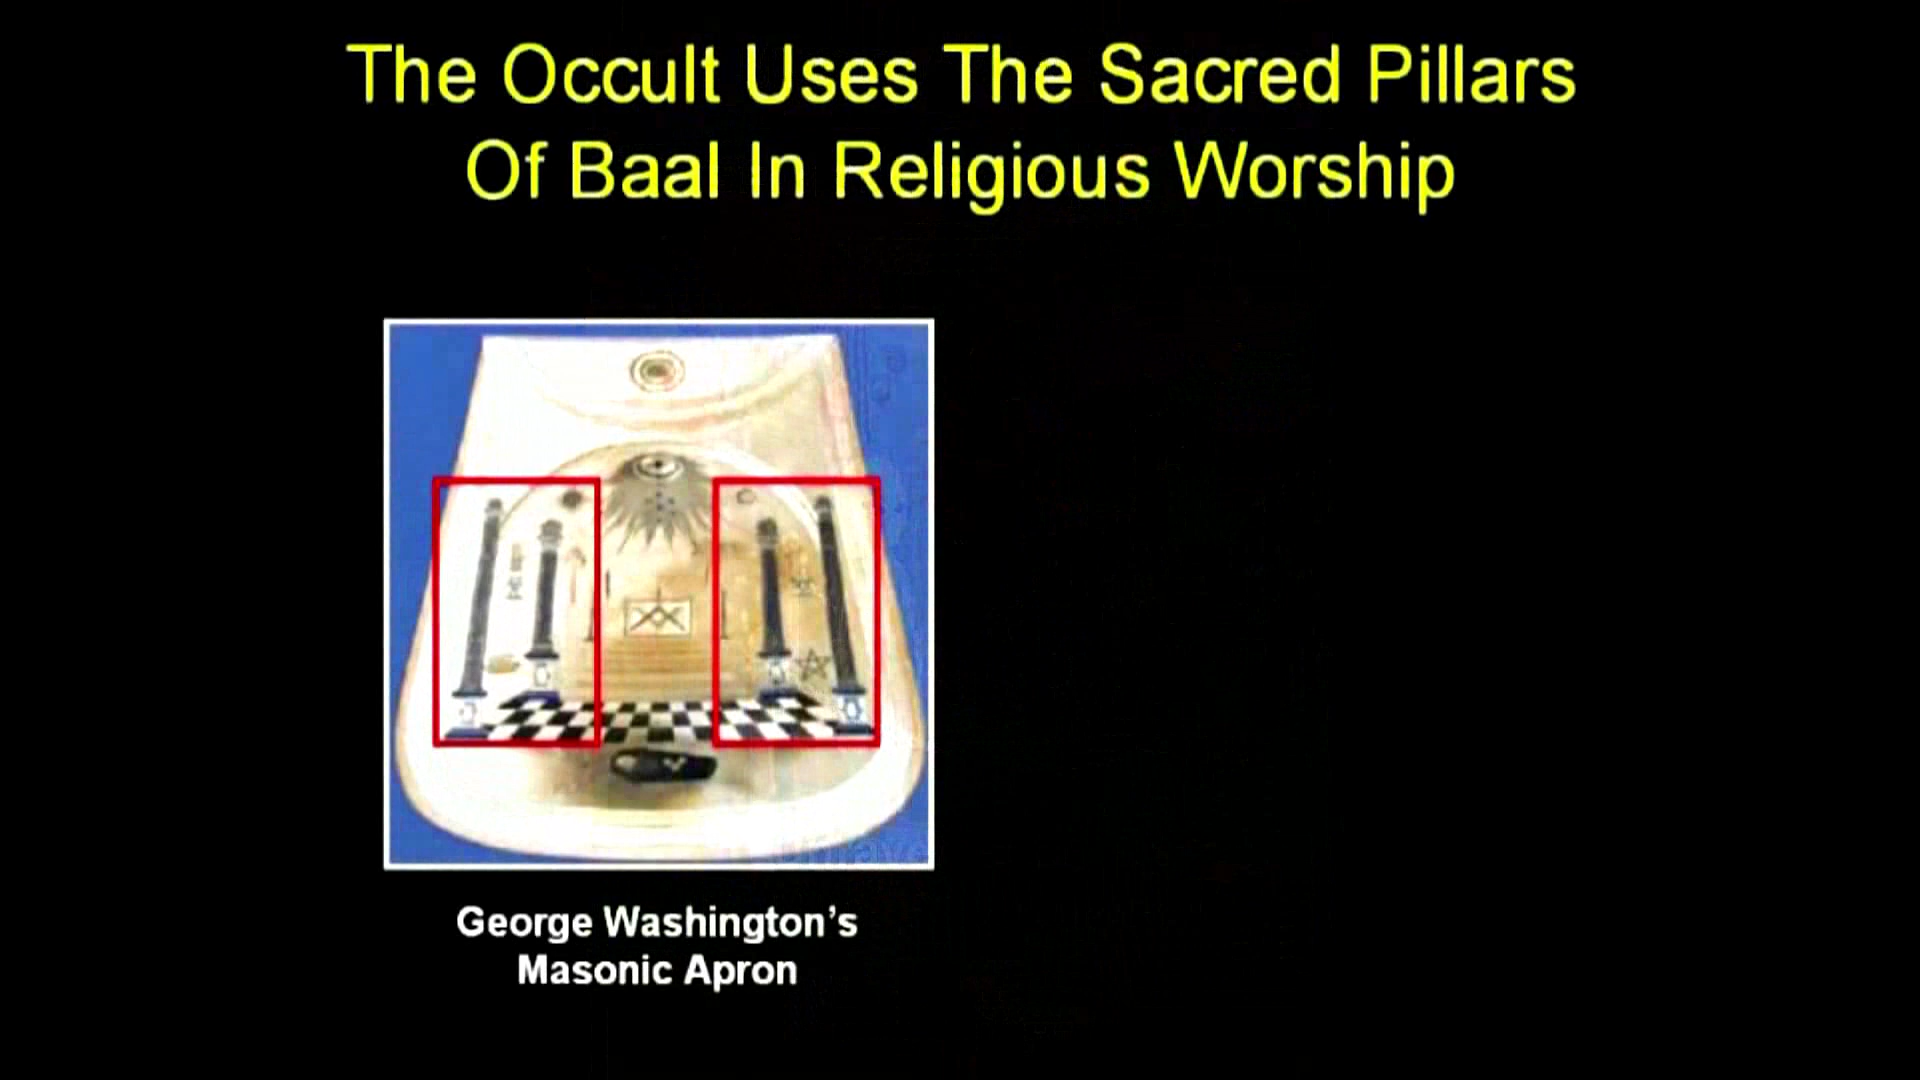 The Occult Uses The Sacred Pillars
Of Baal In Religious Worship
George Washington’s
Masonic Apron